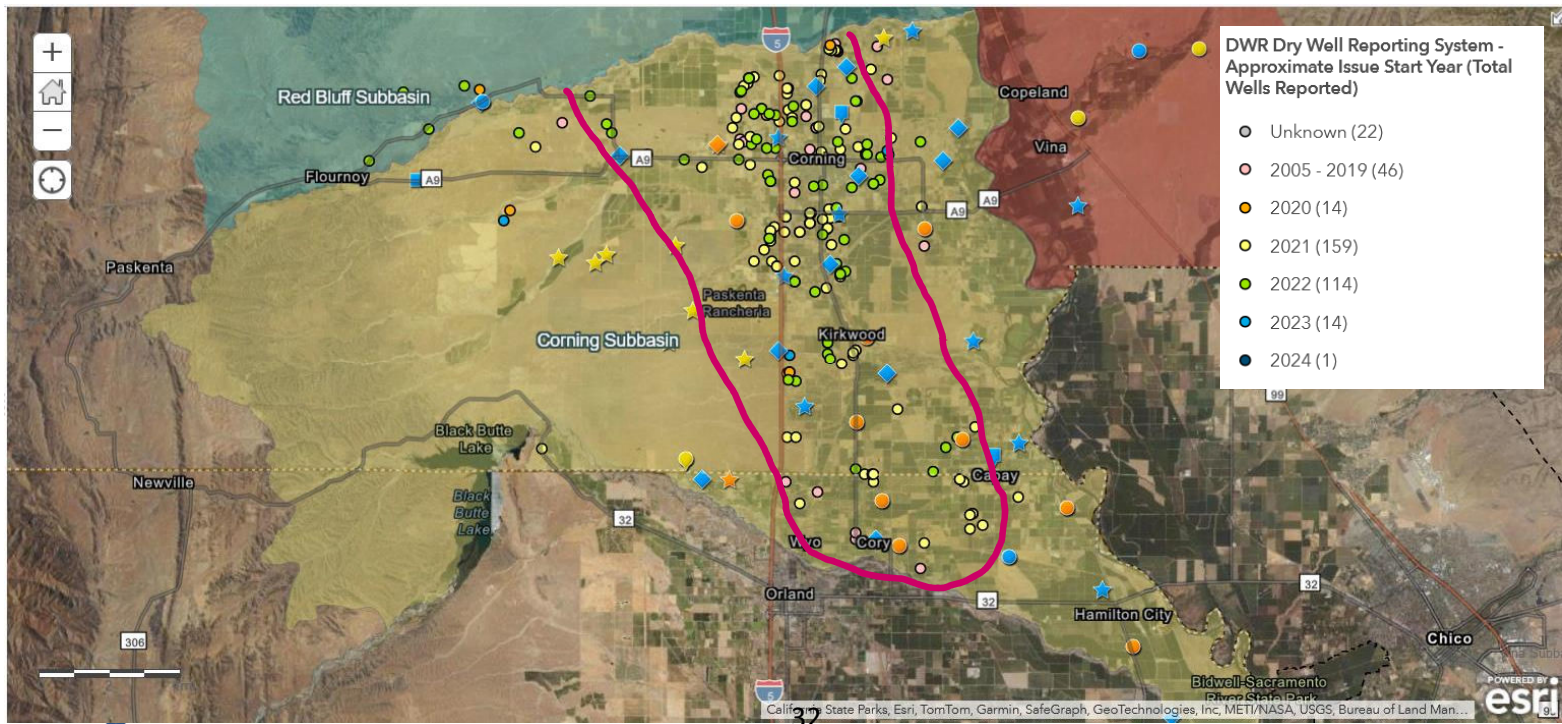 +
−
5
DWR Dry Well Reporting System -
Approximate Issue Start Year (Total
Wells Reported)
Unknown (22)
2005 - 2019 (46)
2020 (14)
2021 (159)
2022 (114)
2023 (14)
2024 (1)
Red Bluff Subbasin
Copeland
Vina
Corning
A9
Flournoy
A9
A9
A9
Paskenta
Paskenta
Rancheria
Corning Subbasin
Kirkwood
99
Black Butte
Lake
Newville
Capay
Black
Butte
Lake
32
Wyo
Cory
Orland
32
32
Hamilton City
306
Chico
Bidwell-Sacramento
River State Park
5
32
POWERED BY
esri
California State Parks, Esri, TomTom, Garmin, SafeGraph, GeoTechnologies, Inc, METI/NASA, USGS, Bureau of Land Man...